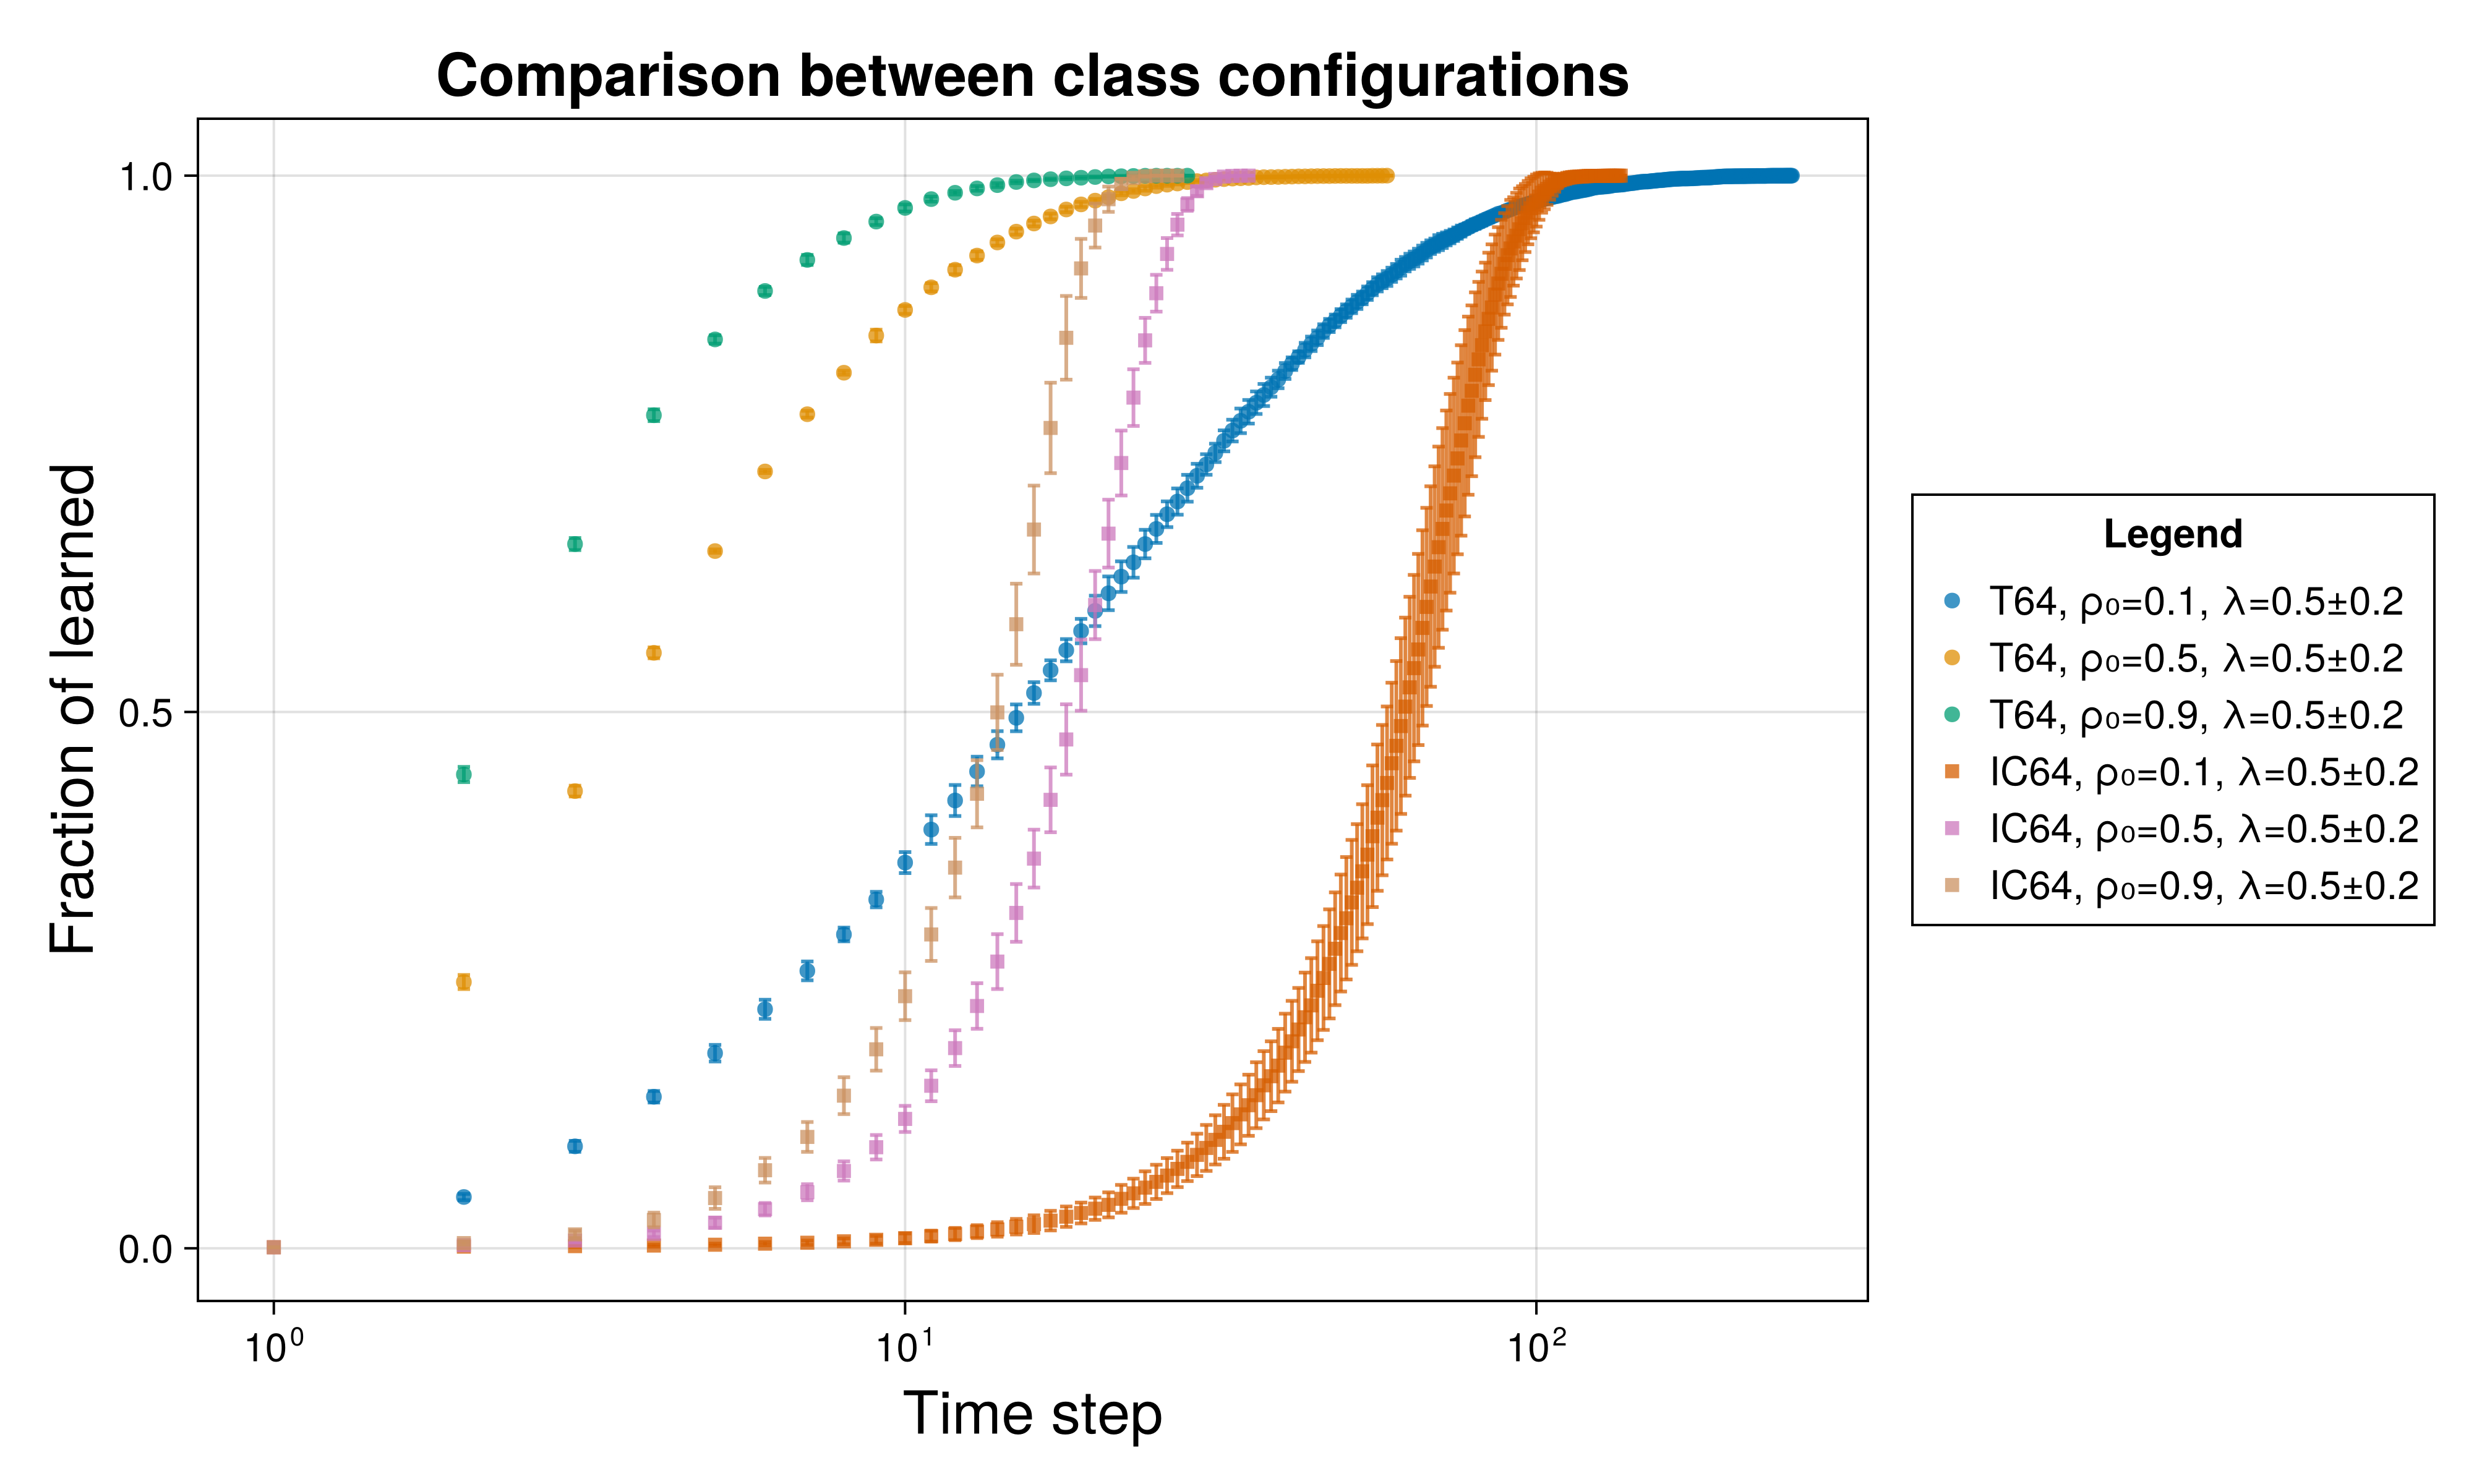 Comparison between class configurations
Fraction of learned
1.0
0.5
0.0
10⁰
10¹
10²
Time step
Legend
T64, ρ₀=0.1, λ=0.5±0.2
T64, ρ₀=0.5, λ=0.5±0.2
T64, ρ₀=0.9, λ=0.5±0.2
IC64, ρ₀=0.1, λ=0.5±0.2
IC64, ρ₀=0.5, λ=0.5±0.2
IC64, ρ₀=0.9, λ=0.5±0.2